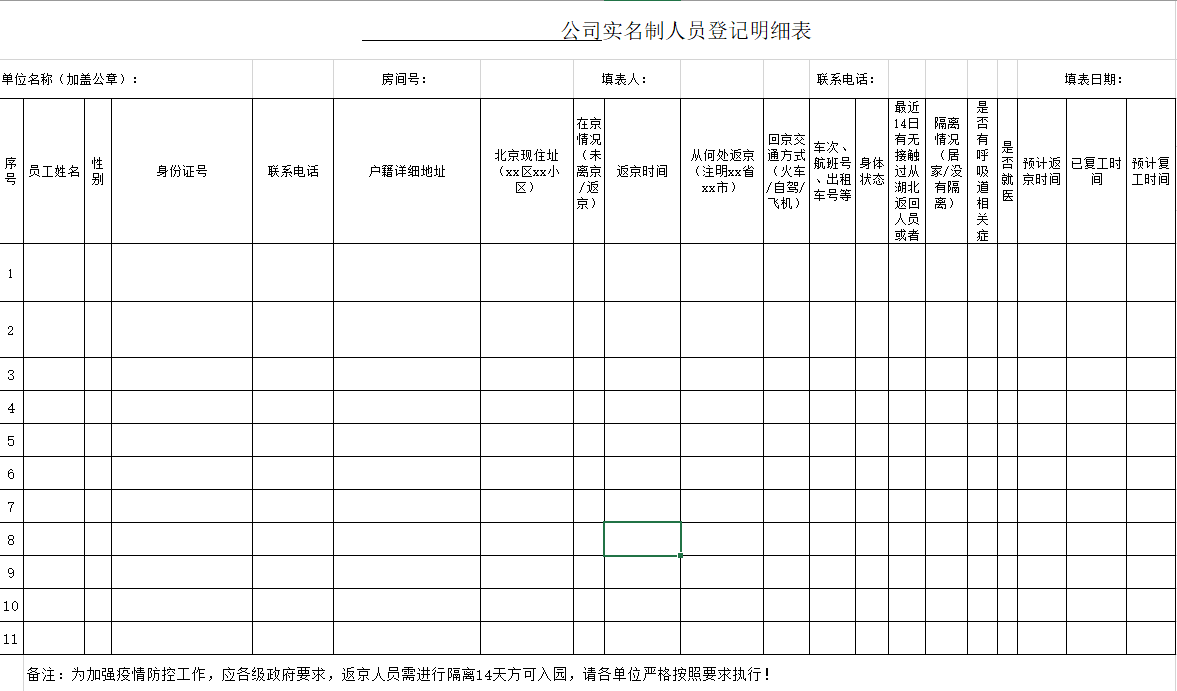 公司实名制人员登记明细表
单位名称（加盖公章）： 房间号： 填表人： 联系电话： 填表日期：
序号 员工姓名 性别 身份证号 联系电话 户籍详细地址 北京现住址（xx区xx小区） 在京情况（未离京/返京） 返京时间 从何处返京（注明xx省xx市） 回京交通方式（火车/自驾/飞机） 车次、航班号、出租车号等 身体状态 最近14日有无接触过从湖北返回人员或者 隔离情况（居家/没有隔离） 是否有呼吸道相关症 是否就医 预计返京时间 已复工时间 预计复工时间
1
2
3
4
5
6
7
8
9
10
11
备注：为加强疫情防控工作，应各级政府要求，返京人员需进行隔离14天方可入园，请各单位严格按照要求执行！